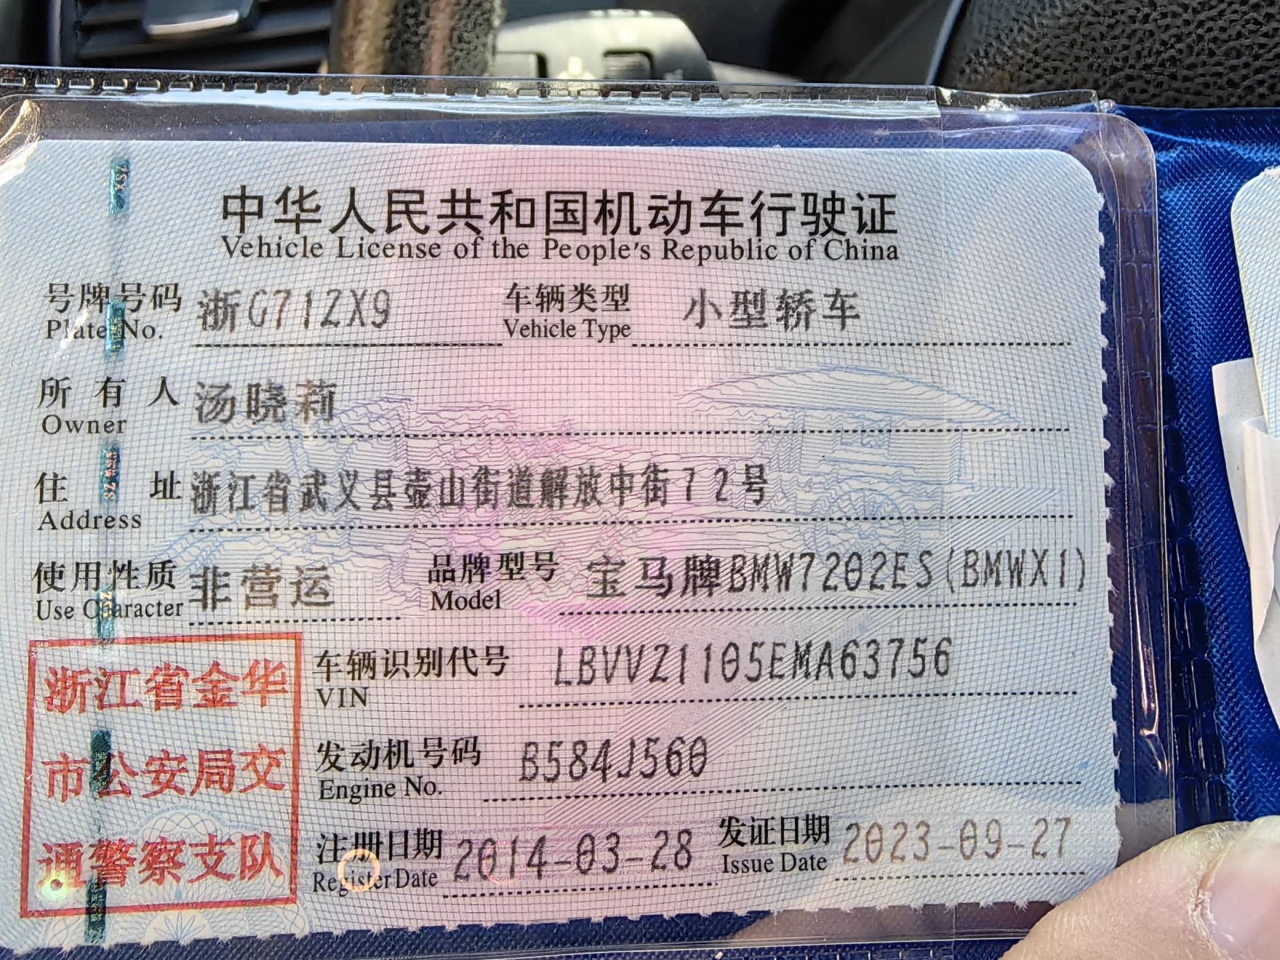 中华人民共和国机动车行驶证
Vehicle License of the People's Republic of China
号牌号码 浙G71ZX9 车辆类型 小型轿车
Plate No. Vehicle Type
所有人 汤晓莉
Owner
住址 浙江省武义县壶山街道解放中街72号
Address
使用性质 非营运 品牌型号 宝马牌BMW7202ES(BMWX1)
Use Character Model
浙江省金华
市公安局交
通警察支队
车辆识别代号 LBVVZ1105EMA63756
VIN
发动机号码 B584J560
Engine No.
注册日期 2014-03-28 发证日期 2023-09-27
Register Date Issue Date